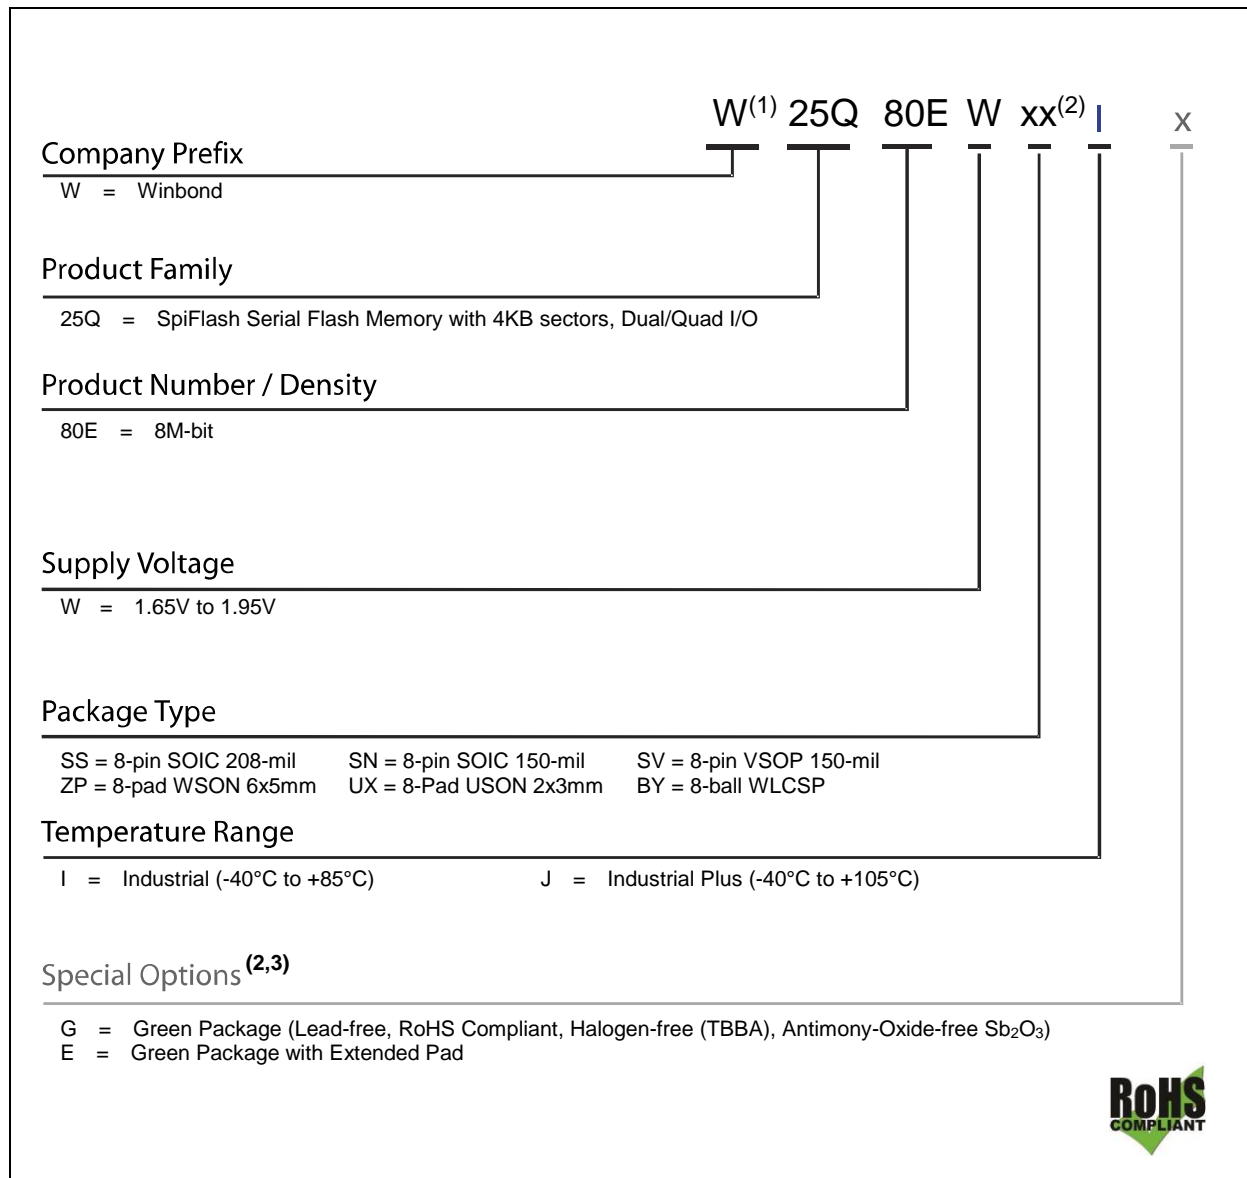 W(1) 25Q 80E W xx(2) I x
Company Prefix
W = Winbond
Product Family
25Q = SpiFlash Serial Flash Memory with 4KB sectors, Dual/Quad I/O
Product Number / Density
80E = 8M-bit
Supply Voltage
W = 1.65V to 1.95V
Package Type
SS = 8-pin SOIC 208-mil SN = 8-pin SOIC 150-mil SV = 8-pin VSOP 150-mil
ZP = 8-pad WSON 6x5mm UX = 8-Pad USON 2x3mm BY = 8-ball WLCSP
Temperature Range
I = Industrial (-40°C to +85°C) J = Industrial Plus (-40°C to +105°C)
Special Options (2,3)
G = Green Package (Lead-free, RoHS Compliant, Halogen-free (TBBA), Antimony-Oxide-free Sb₂O₃)
E = Green Package with Extended Pad
RoHS
COMPLIANT